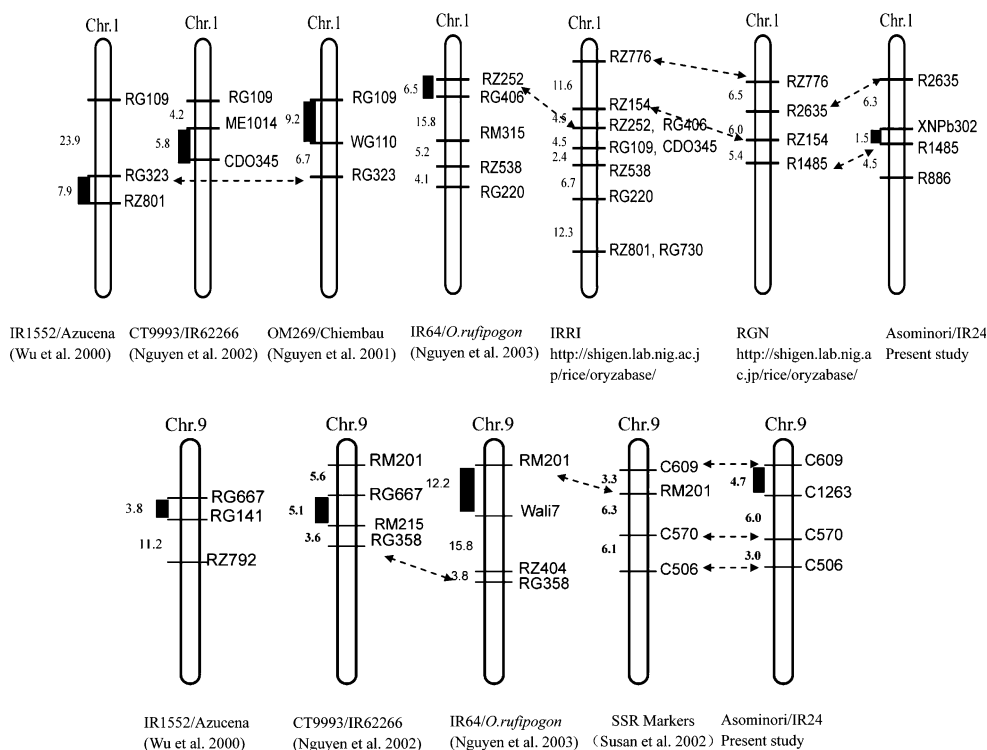 Chr.1
Chr.1
Chr.1
Chr.1
Chr.1
Chr.1
Chr.1
RG109
23.9
RG323
7.9
RZ801
RG109
4.2
ME1014
5.8
CDO345
RG109
9.2
WG110
6.7
RG323
RZ252
6.5
RG406
15.8
RM315
5.2
RZ538
4.1
RG220
RZ776
11.6
RZ154
4.5
RZ252, RG406
4.5
RG109, CDO345
2.4
RZ538
6.7
RG220
12.3
RZ801, RG730
RZ776
6.5
R2635
6.0
RZ154
5.4
R1485
R2635
6.3
XNPb302
1.5
R1485
4.5
R886
IR1552/Azucena
(Wu et al. 2000)
CT9993/IR62266
(Nguyen et al. 2002)
OM269/Chiembau
(Nguyen et al. 2001)
IR64/O.rufipogon
(Nguyen et al. 2003)
IRRI
http://shigen.lab.nig.ac.j
p/rice/oryzabase/
RGN
http://shigen.lab.nig.a
c.jp/rice/oryzabase/
Asominori/IR24
Present study
Chr.9
Chr.9
Chr.9
Chr.9
Chr.9
RG667
3.8
RG141
11.2
RZ792
RM201
5.6
RG667
5.1
RM215
3.6
RG358
RM201
12.2
Wali7
15.8
RZ404
3.8
RG358
C609
3.3
RM201
6.3
C570
6.1
C506
C609
4.7
C1263
6.0
C570
3.0
C506
IR1552/Azucena
(Wu et al. 2000)
CT9993/IR62266
(Nguyen et al. 2002)
IR64/O.rufipogon
(Nguyen et al. 2003)
SSR Markers
(Susan et al. 2002)
Asominori/IR24
Present study